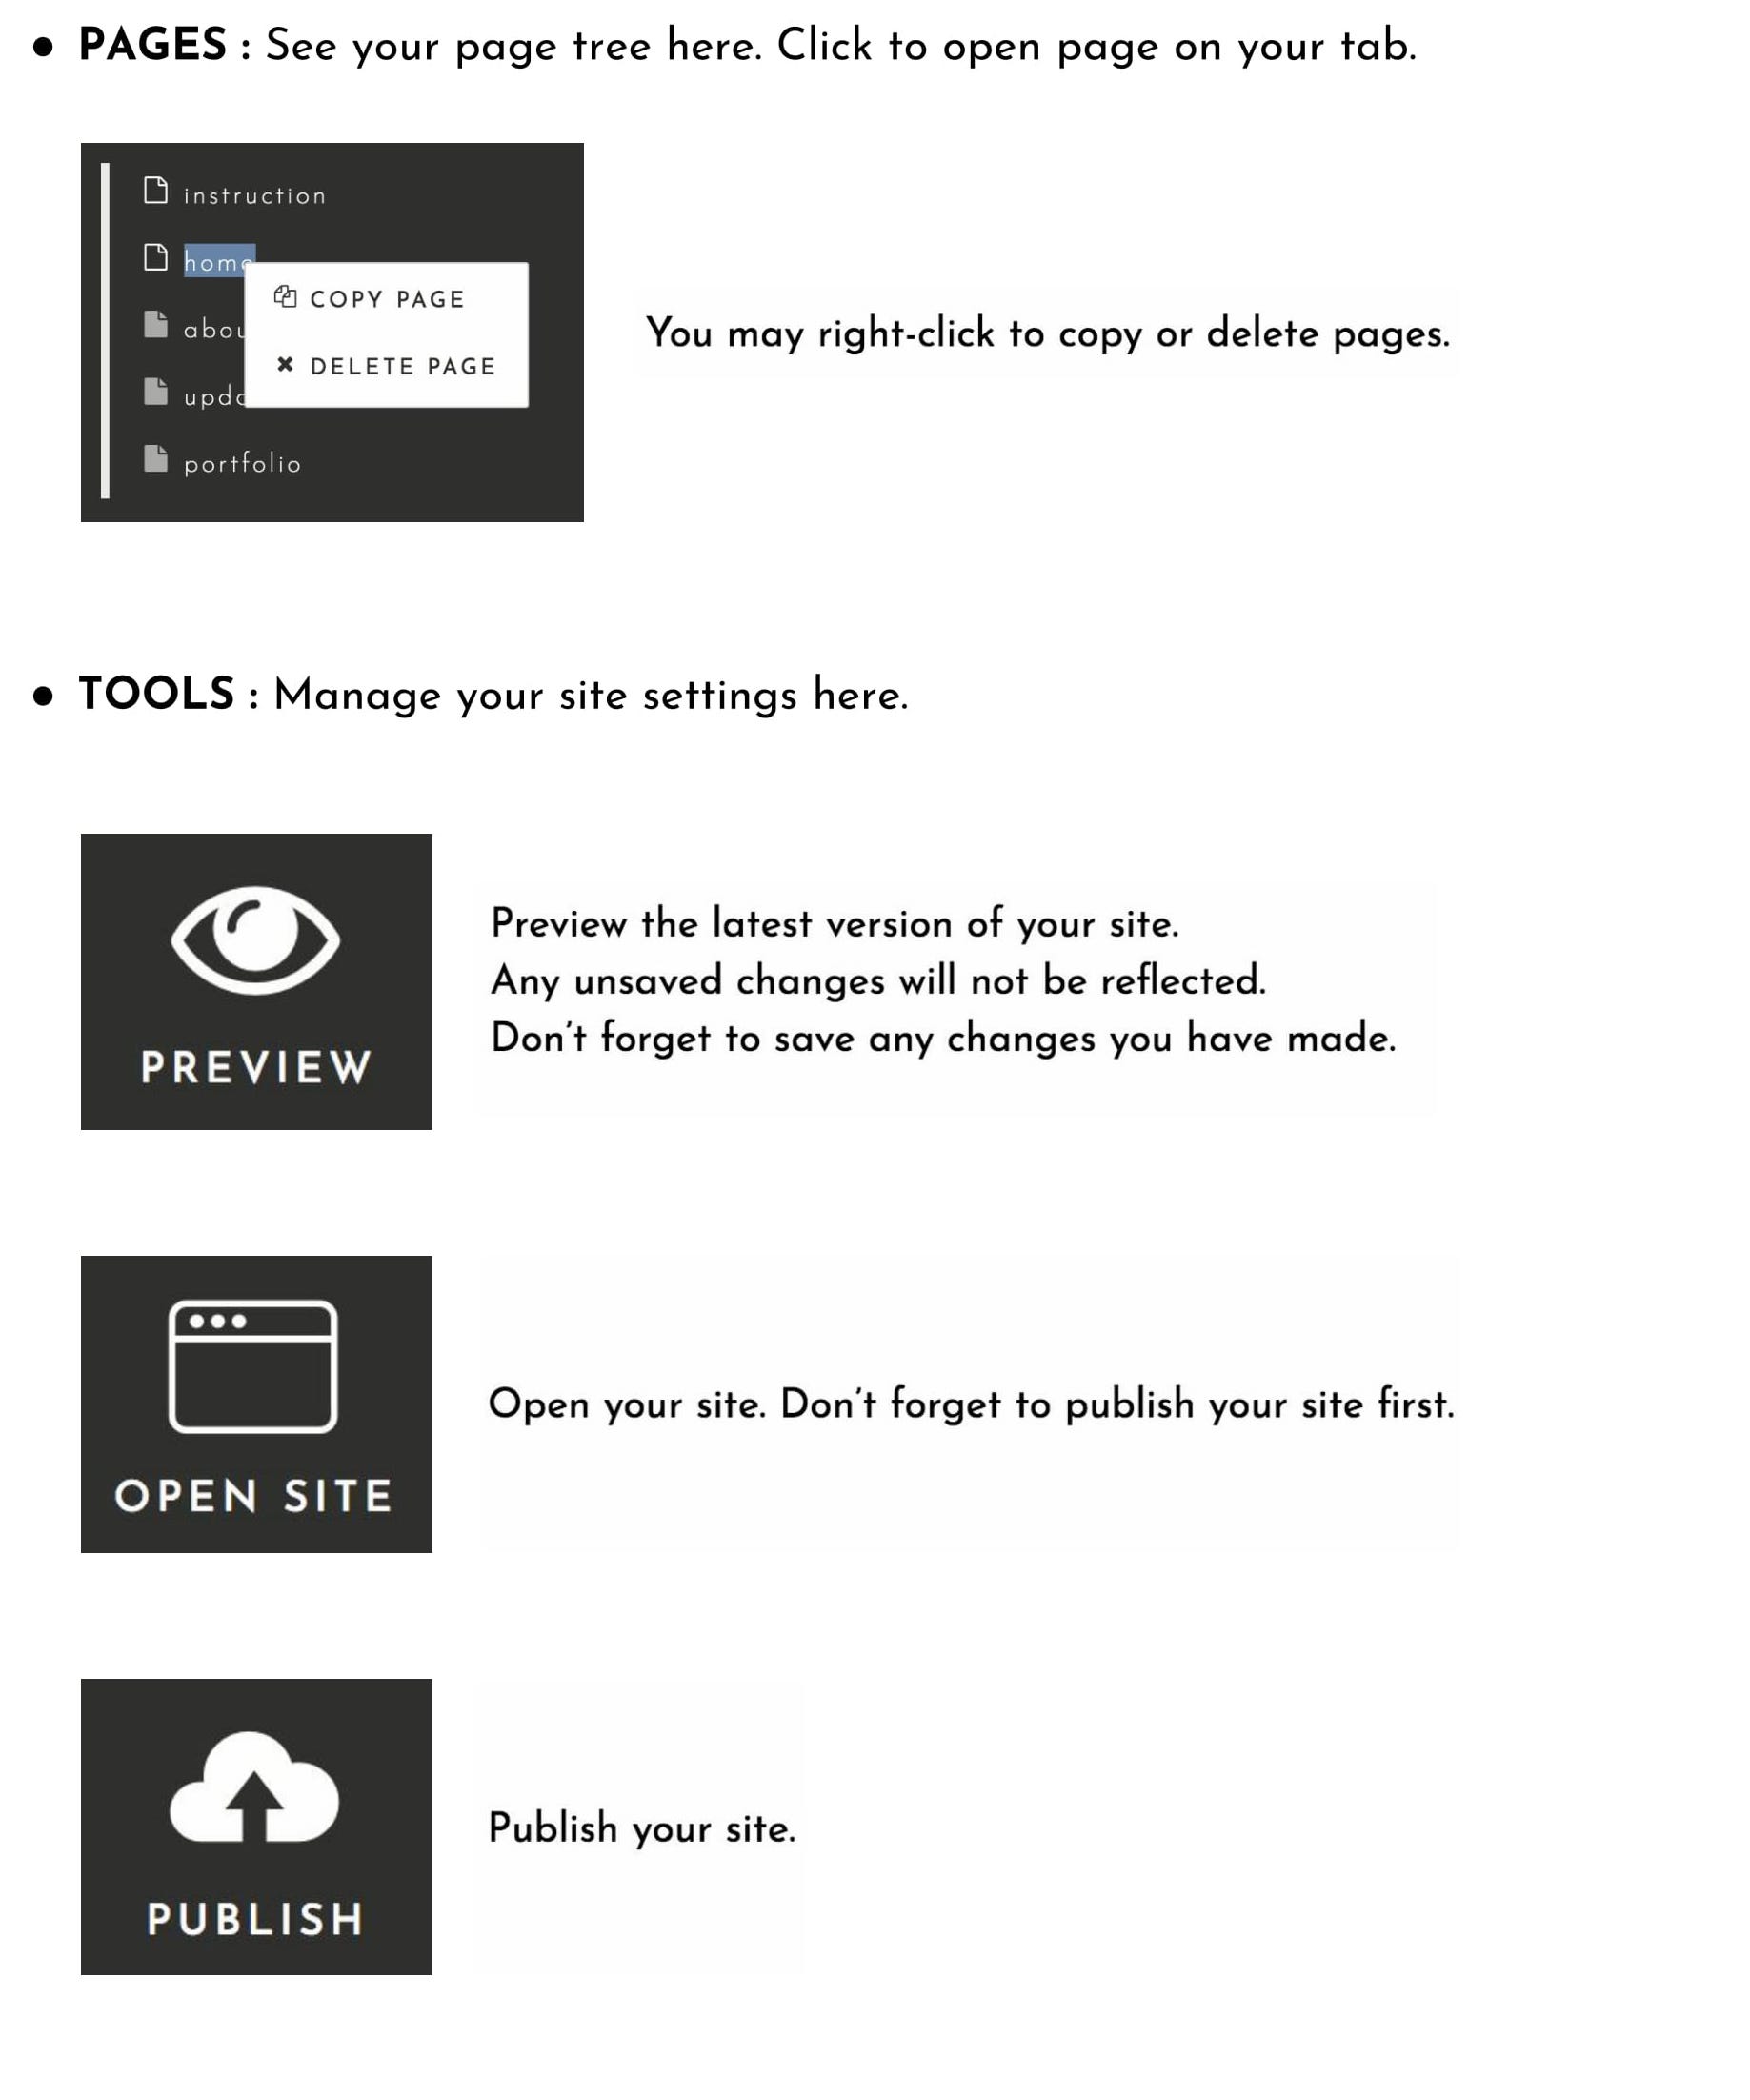 • PAGES : See your page tree here. Click to open page on your tab.
instruction
home
COPY PAGE
DELETE PAGE
portfolio
You may right-click to copy or delete pages.
• TOOLS : Manage your site settings here.
PREVIEW
Preview the latest version of your site.
Any unsaved changes will not be reflected.
Don't forget to save any changes you have made.
OPEN SITE
Open your site. Don't forget to publish your site first.
PUBLISH
Publish your site.